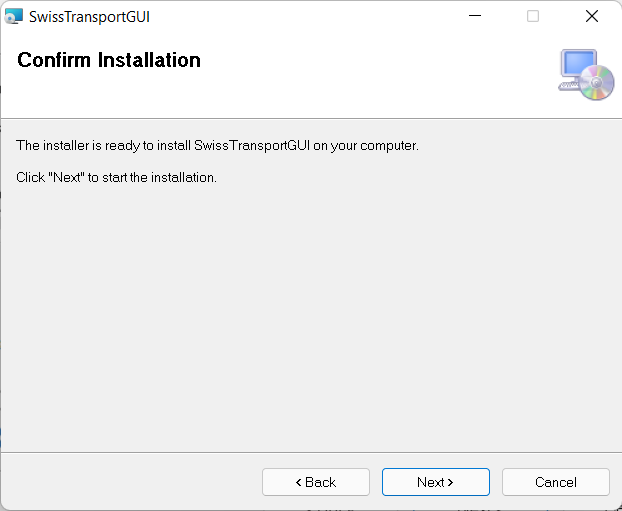 SwissTransportGUI
Confirm Installation
The installer is ready to install SwissTransportGUI on your computer.
Click "Next" to start the installation.
< Back
Next >
Cancel